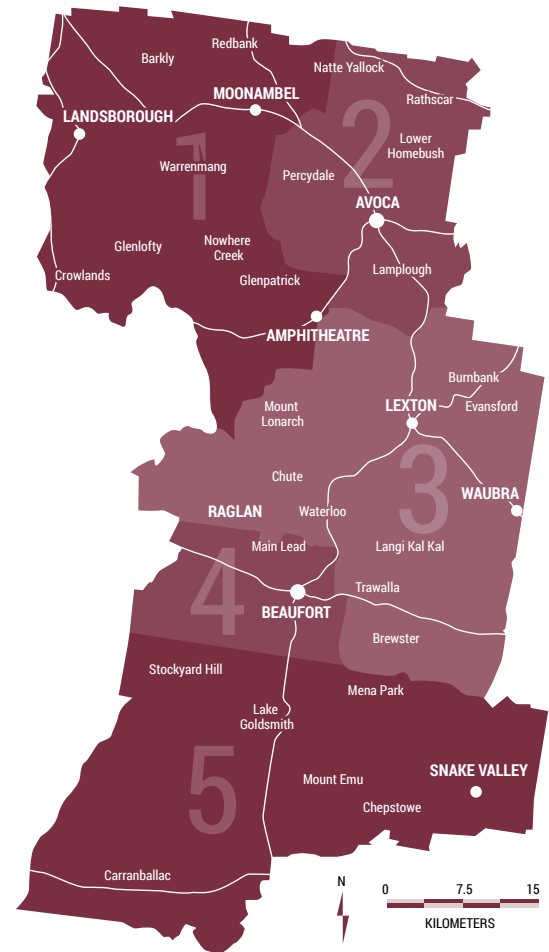 Redbank
Barkly
Natte Yallock
MOONAMBEL
Rathscar
LANDSBOROUGH
2
Lower
Homebush
1
Warrenmang
Percydale
AVOCA
Glenlofty
Nowhere
Creek
Lamplough
Crowlands
Glenpatrick
AMPHITHEATRE
Burnbank
Mount
Lonarch
LEXTON
Evansford
Chute
3
WAUBRA
RAGLAN
Waterloo
Main Lead
Langi Kal Kal
4
Trawalla
BEAUFORT
Brewster
Stockyard Hill
Mena Park
Lake
Goldsmith
5
Mount Emu
SNAKE VALLEY
Chepstowe
Carranballac
N
0
7.5
15
KILOMETERS